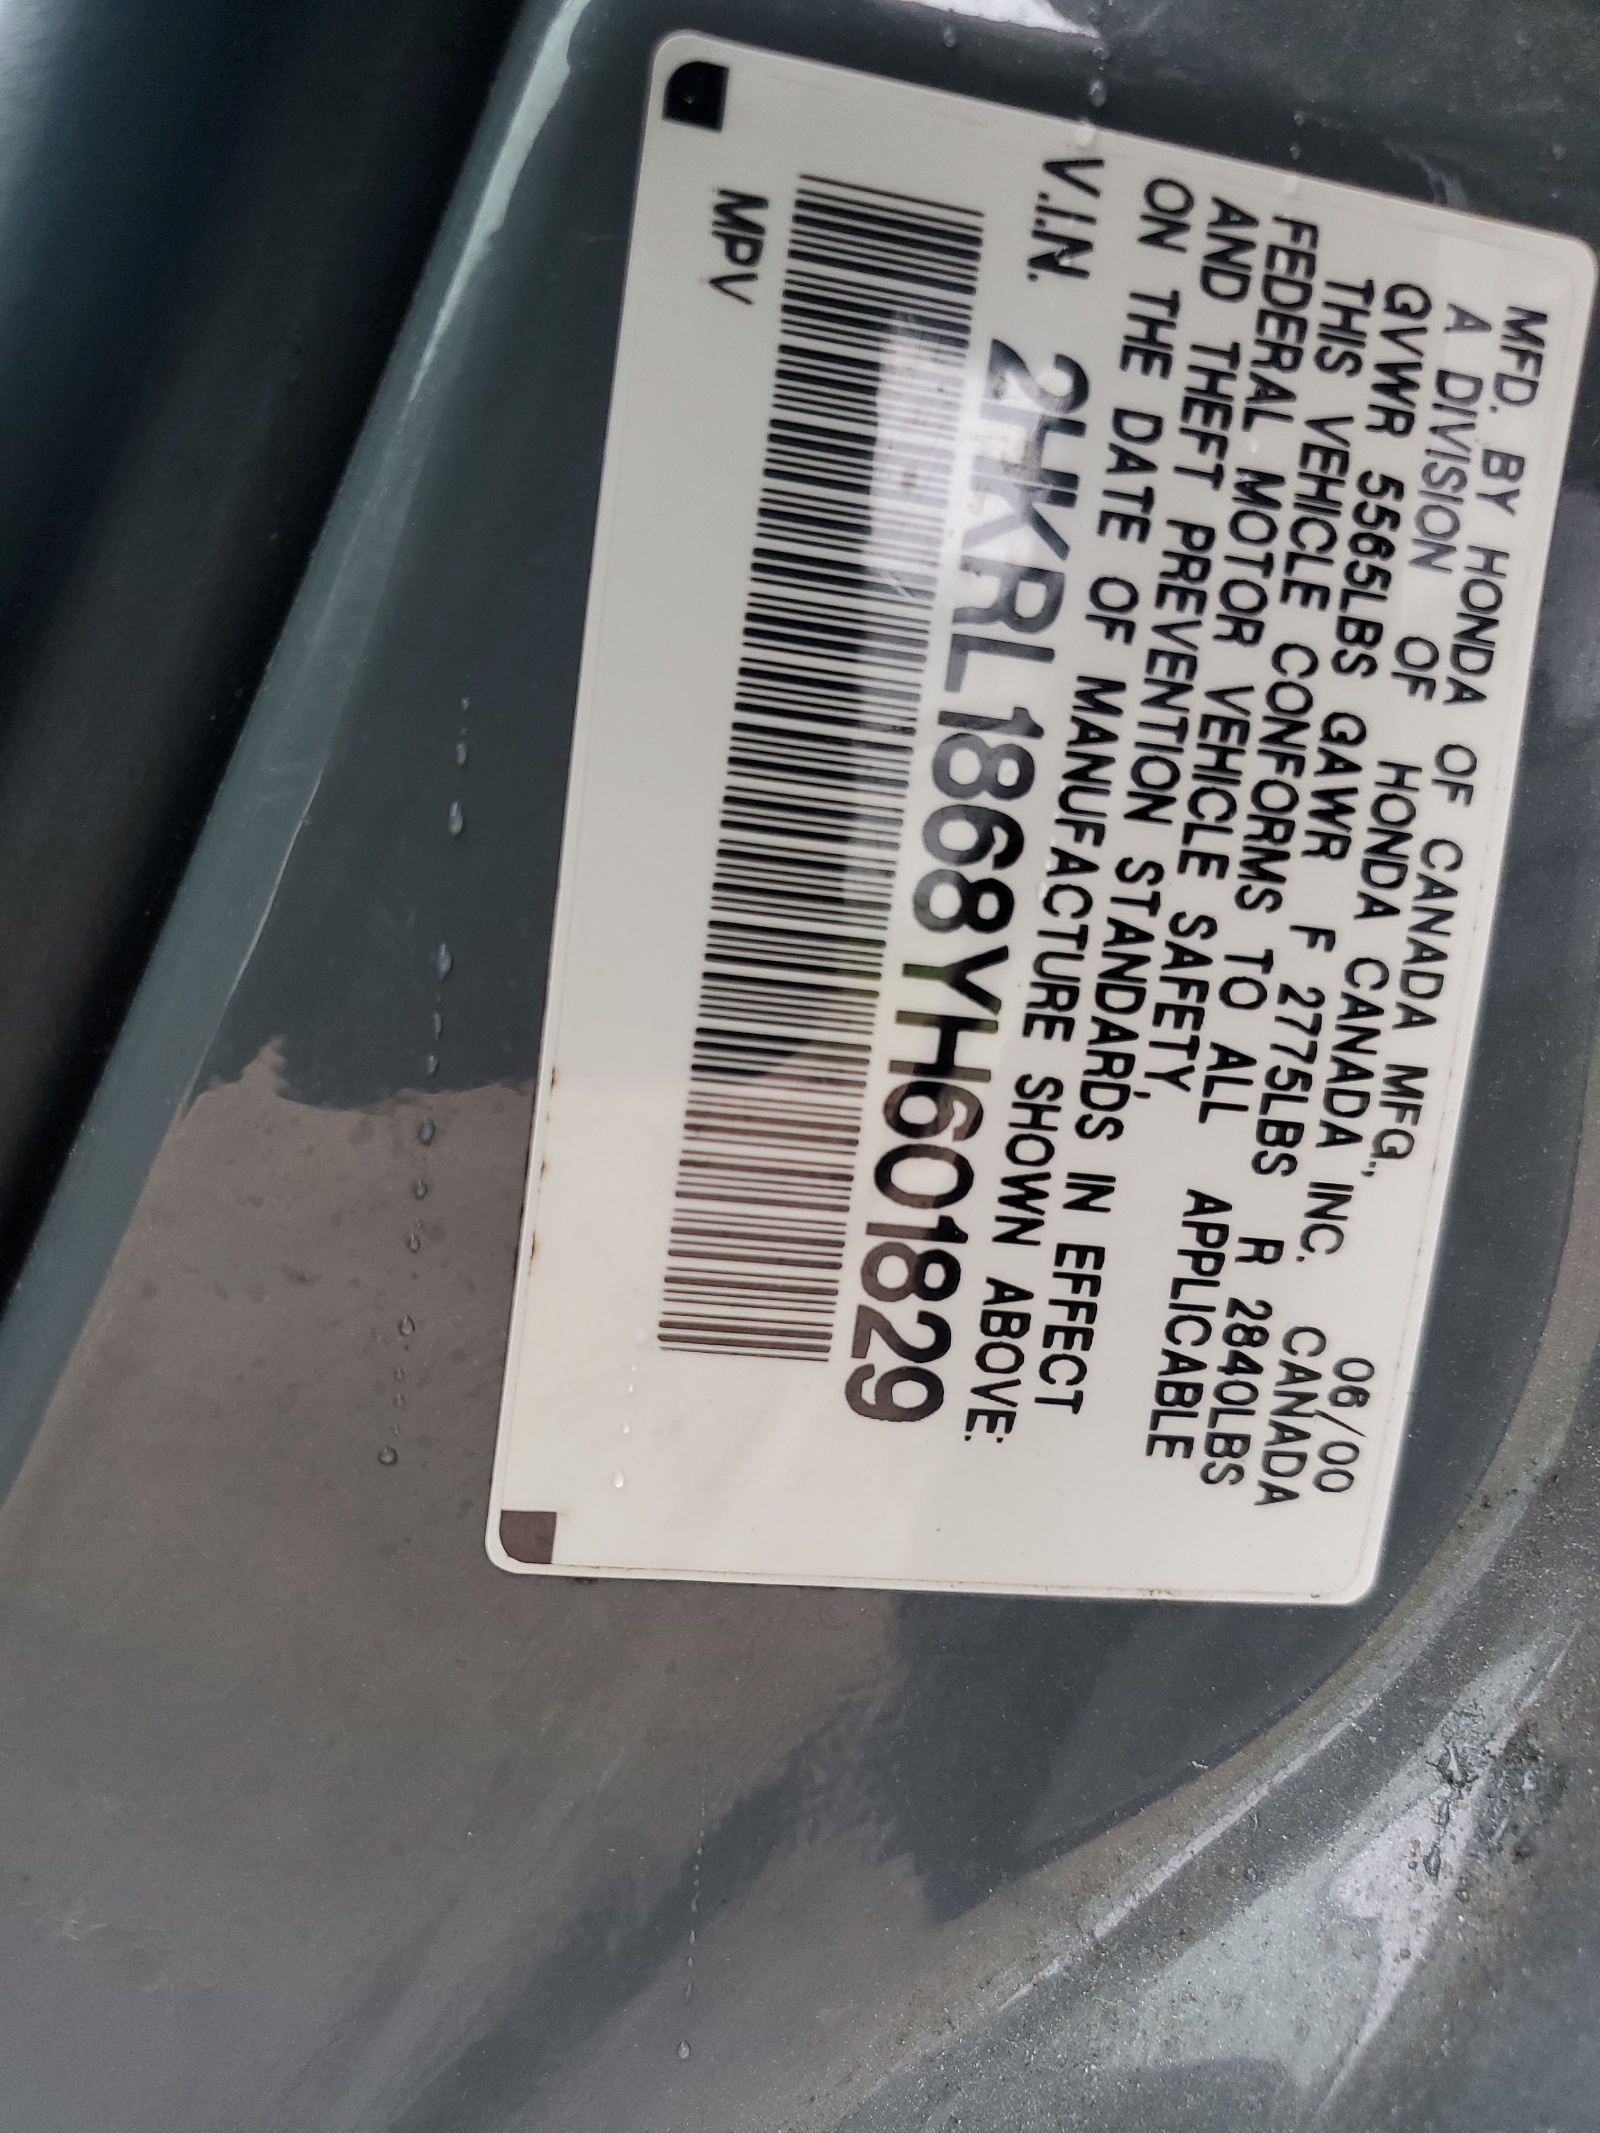 MFD. BY HONDA OF CANADA MFG., 06/00
A DIVISION OF HONDA CANADA INC. CANADA
GVWR 5565LBS GAWR F 2775LBS R 2840LBS
THIS VEHICLE CONFORMS TO ALL APPLICABLE
FEDERAL MOTOR VEHICLE SAFETY
AND THEFT PREVENTION STANDARDS IN EFFECT
ON THE DATE OF MANUFACTURE SHOWN ABOVE.
V.I.N. 2HKRL1868YH601829
MPV